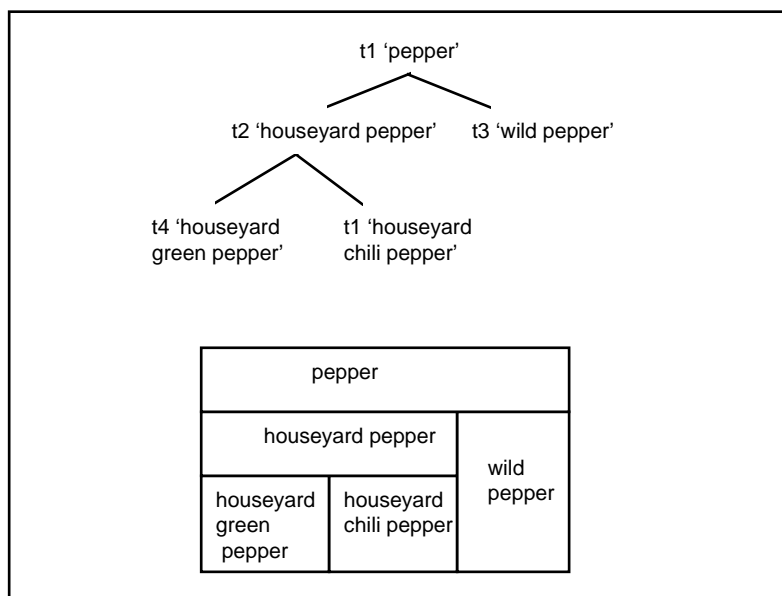 t1 ‘pepper’
t2 ‘houseyard pepper’ t3 ‘wild pepper’
t4 ‘houseyard
green pepper’
t1 ‘houseyard
chili pepper’
pepper
houseyard pepper
wild
pepper
houseyard
green
pepper
houseyard
chili pepper